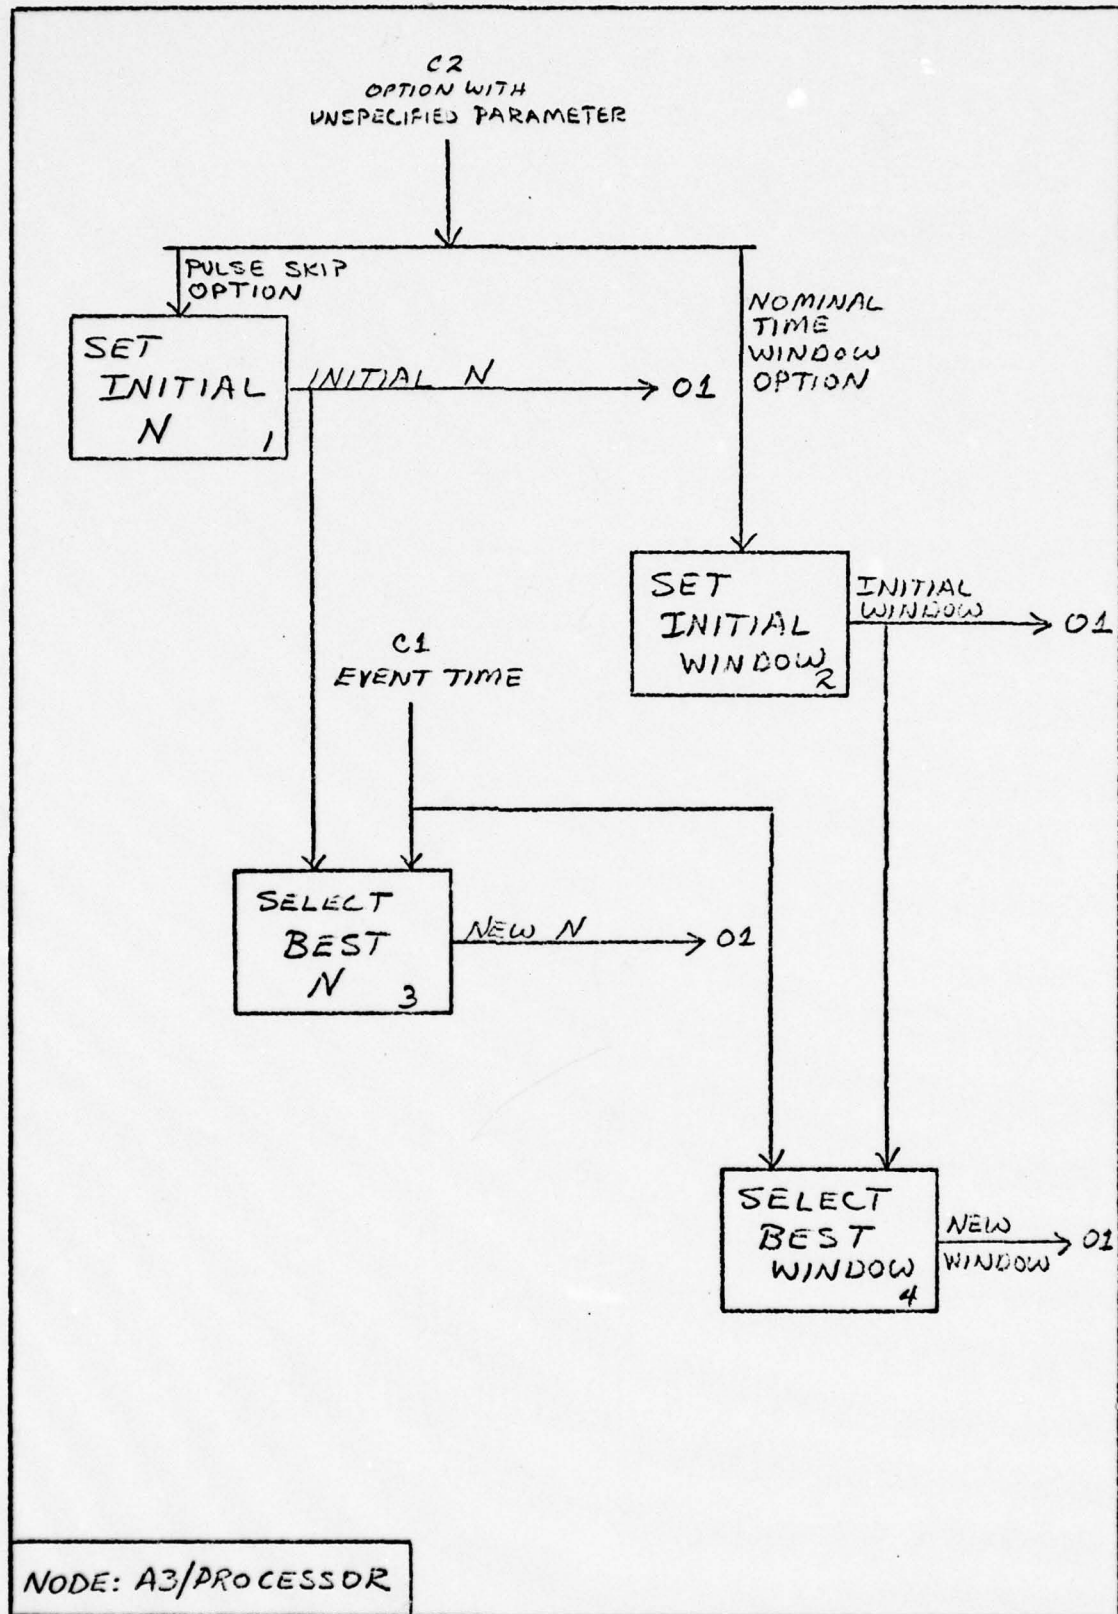 C2
OPTION WITH
UNSPECIFIED PARAMETER
PULSE SKIP
OPTION
NOMINAL
TIME
WINDOW
OPTION
SET
INITIAL
N
1
INITIAL N
O1
SET
INITIAL
WINDOW
2
INITIAL
WINDOW
O1
C1
EVENT TIME
SELECT
BEST
N
3
NEW N
O1
SELECT
BEST
WINDOW
4
NEW
WINDOW
O1
NODE: A3/PROCESSOR